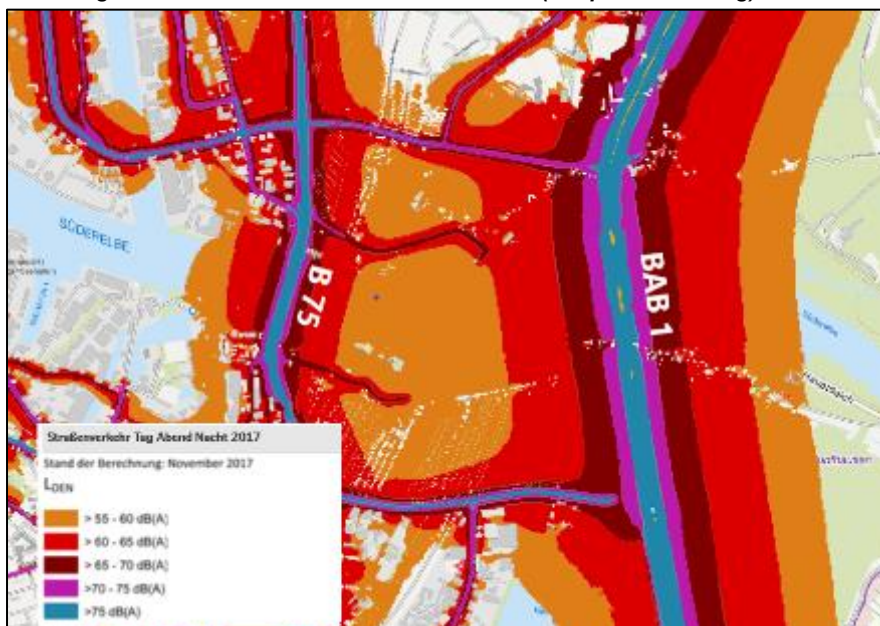 SÜDERELBE
B 75
BAB 1
Süderelbe
Straßenverkehr Tag Abend Nacht 2017
Stand der Berechnung: November 2017
LDEN
> 55 - 60 dB(A)
> 60 - 65 dB(A)
> 65 - 70 dB(A)
>70 - 75 dB(A)
>75 dB(A)